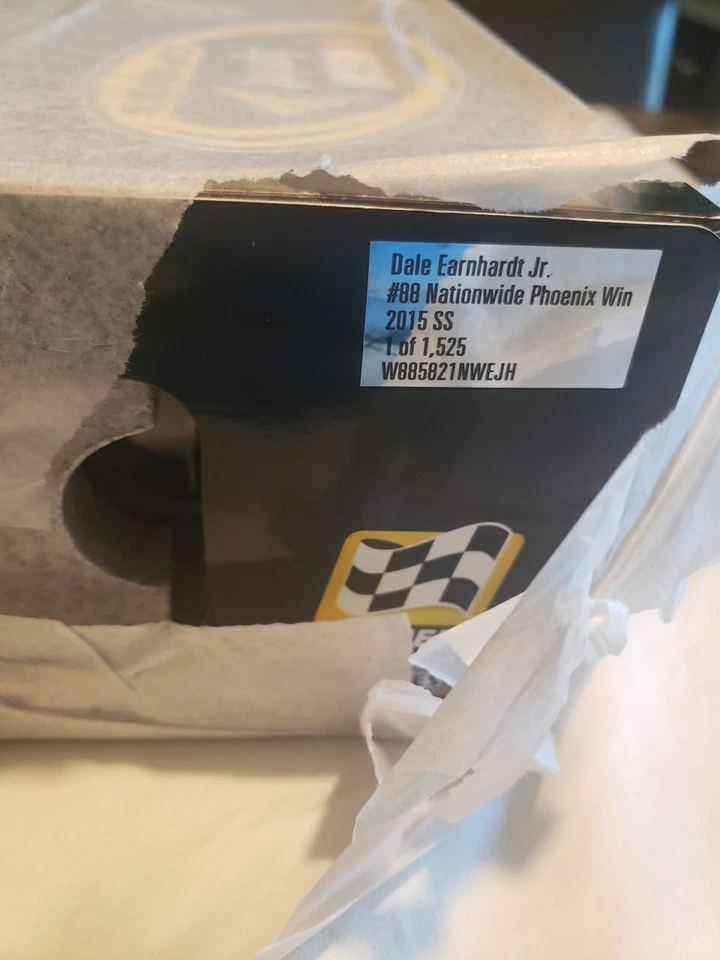 Dale Earnhardt Jr.
#88 Nationwide Phoenix Win
2015 SS
1 of 1,525
W885821NWEJH